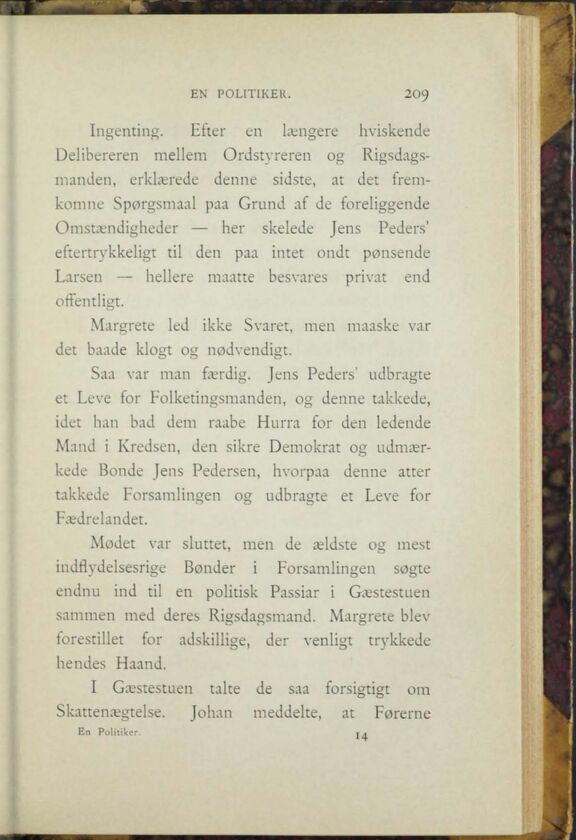 EN POLITIKER. 209
Ingenting. Efter en længere hviskende
Delibereren mellem Ordstyreren og Rigsdags-
manden, erklærede denne sidste, at det frem-
komne Spørgsmaal paa Grund af de foreliggende
Omstændigheder — her skelede Jens Peders'
eftertrykkeligt til den paa intet ondt pønsende
Larsen — hellere maatte besvares privat end
offentligt.
Margrete led ikke Svaret, men maaske var
det baade klogt og nødvendigt.
Saa var man færdig. Jens Peders' udbragte
et Leve for Folketingsmanden, og denne takkede,
idet han bad dem raabe Hurra for den ledende
Mand i Kredsen, den sikre Demokrat og udmær-
kede Bonde Jens Pedersen, hvorpaa denne atter
takkede Forsamlingen og udbragte et Leve for
Fædrelandet.
Mødet var sluttet, men de ældste og mest
indflydelsesrige Bønder i Forsamlingen søgte
endnu ind til en politisk Passiar i Gæstestuen
sammen med deres Rigsdagsmand. Margrete blev
forestillet for adskillige, der venligt trykkede
hendes Haand.
I Gæstestuen talte de saa forsigtigt om
Skattenægtelse. Johan meddelte, at Førerne
En Politiker. 14